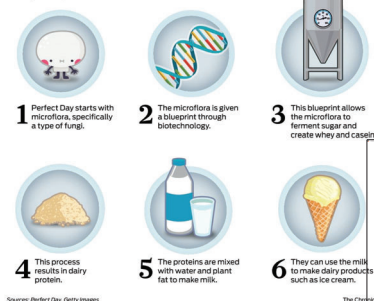 1 Perfect Day starts with
microflora, specifically
a type of fungi.
2 The microflora is given
a blueprint through
biotechnology.
3 This blueprint allows
the microflora to
ferment sugar and
create whey and casein
4 This process
results in dairy
protein.
5 The proteins are mixed
with water and plant
fat to make milk.
6 They can use the milk
to make dairy products
such as ice cream.
Sources: Perfect Day, Getty Images
The Chron